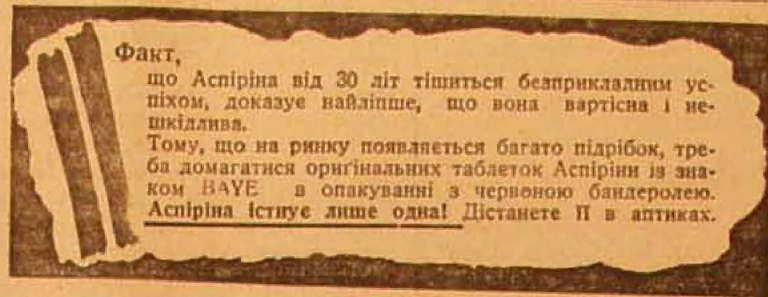 Факт,
що Аспіріна від 30 літ тішиться безприкладним ус-
піхом, доказує найліпше, що вона вартісна і не-
шкідлива.
Тому, що на ринку появляється багато підрібок, тре-
ба домагатися ориґінальних таблеток Аспіріни із зна-
ком BAYE в опакуванні з червоною бандеролею.
Аспіріна істнує лише одна! Дістанете її в аптиках.